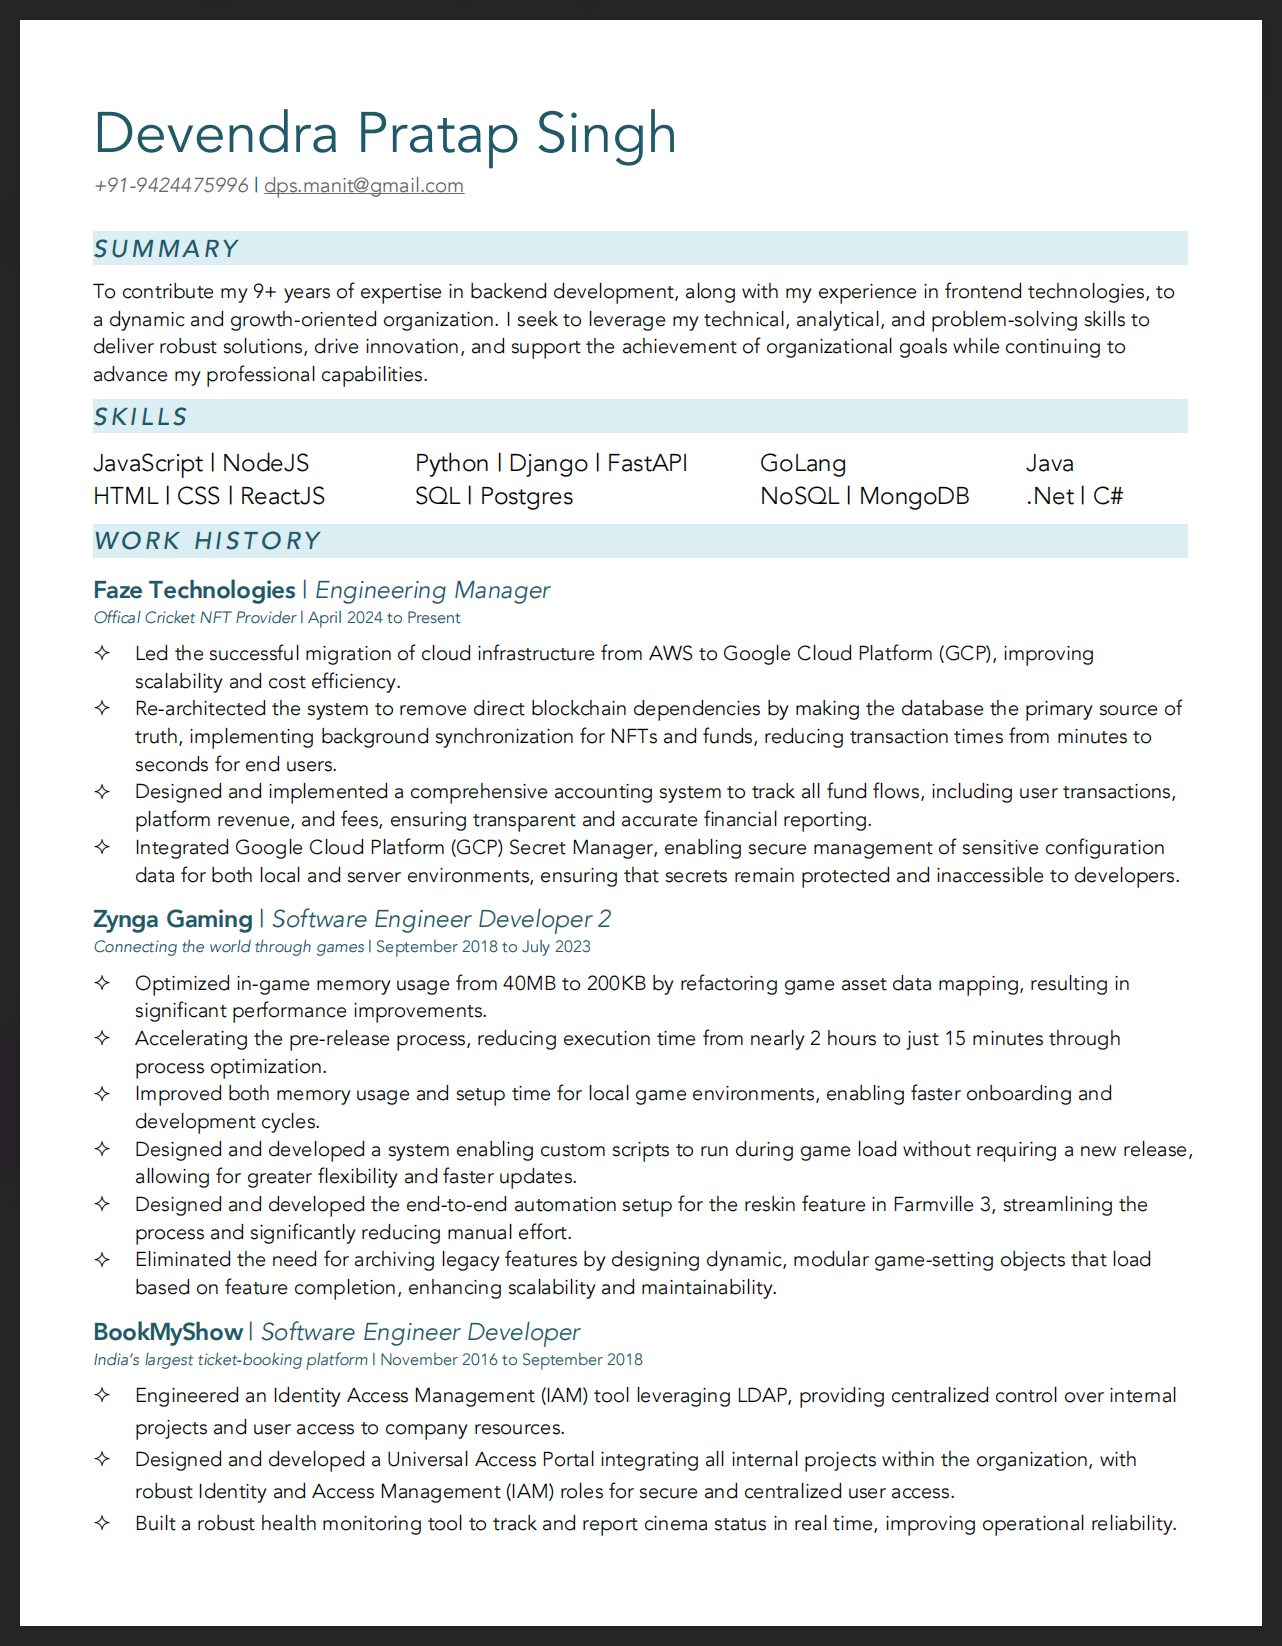 Devendra Pratap Singh
+91-9424475996 | dps.manit@gmail.com
SUMMARY
To contribute my 9+ years of expertise in backend development, along with my experience in frontend technologies, to
a dynamic and growth-oriented organization. I seek to leverage my technical, analytical, and problem-solving skills to
deliver robust solutions, drive innovation, and support the achievement of organizational goals while continuing to
advance my professional capabilities.
SKILLS
JavaScript | NodeJS Python | Django | FastAPI GoLang Java
HTML | CSS | ReactJS SQL | Postgres NoSQL | MongoDB .Net | C#
WORK HISTORY
Faze Technologies | Engineering Manager
Offical Cricket NFT Provider | April 2024 to Present
✧ Led the successful migration of cloud infrastructure from AWS to Google Cloud Platform (GCP), improving
scalability and cost efficiency.
✧ Re-architected the system to remove direct blockchain dependencies by making the database the primary source of
truth, implementing background synchronization for NFTs and funds, reducing transaction times from minutes to
seconds for end users.
✧ Designed and implemented a comprehensive accounting system to track all fund flows, including user transactions,
platform revenue, and fees, ensuring transparent and accurate financial reporting.
✧ Integrated Google Cloud Platform (GCP) Secret Manager, enabling secure management of sensitive configuration
data for both local and server environments, ensuring that secrets remain protected and inaccessible to developers.
Zynga Gaming | Software Engineer Developer 2
Connecting the world through games | September 2018 to July 2023
✧ Optimized in-game memory usage from 40MB to 200KB by refactoring game asset data mapping, resulting in
significant performance improvements.
✧ Accelerating the pre-release process, reducing execution time from nearly 2 hours to just 15 minutes through
process optimization.
✧ Improved both memory usage and setup time for local game environments, enabling faster onboarding and
development cycles.
✧ Designed and developed a system enabling custom scripts to run during game load without requiring a new release,
allowing for greater flexibility and faster updates.
✧ Designed and developed the end-to-end automation setup for the reskin feature in Farmville 3, streamlining the
process and significantly reducing manual effort.
✧ Eliminated the need for archiving legacy features by designing dynamic, modular game-setting objects that load
based on feature completion, enhancing scalability and maintainability.
BookMyShow | Software Engineer Developer
India's largest ticket-booking platform | November 2016 to September 2018
✧ Engineered an Identity Access Management (IAM) tool leveraging LDAP, providing centralized control over internal
projects and user access to company resources.
✧ Designed and developed a Universal Access Portal integrating all internal projects within the organization, with
robust Identity and Access Management (IAM) roles for secure and centralized user access.
✧ Built a robust health monitoring tool to track and report cinema status in real time, improving operational reliability.